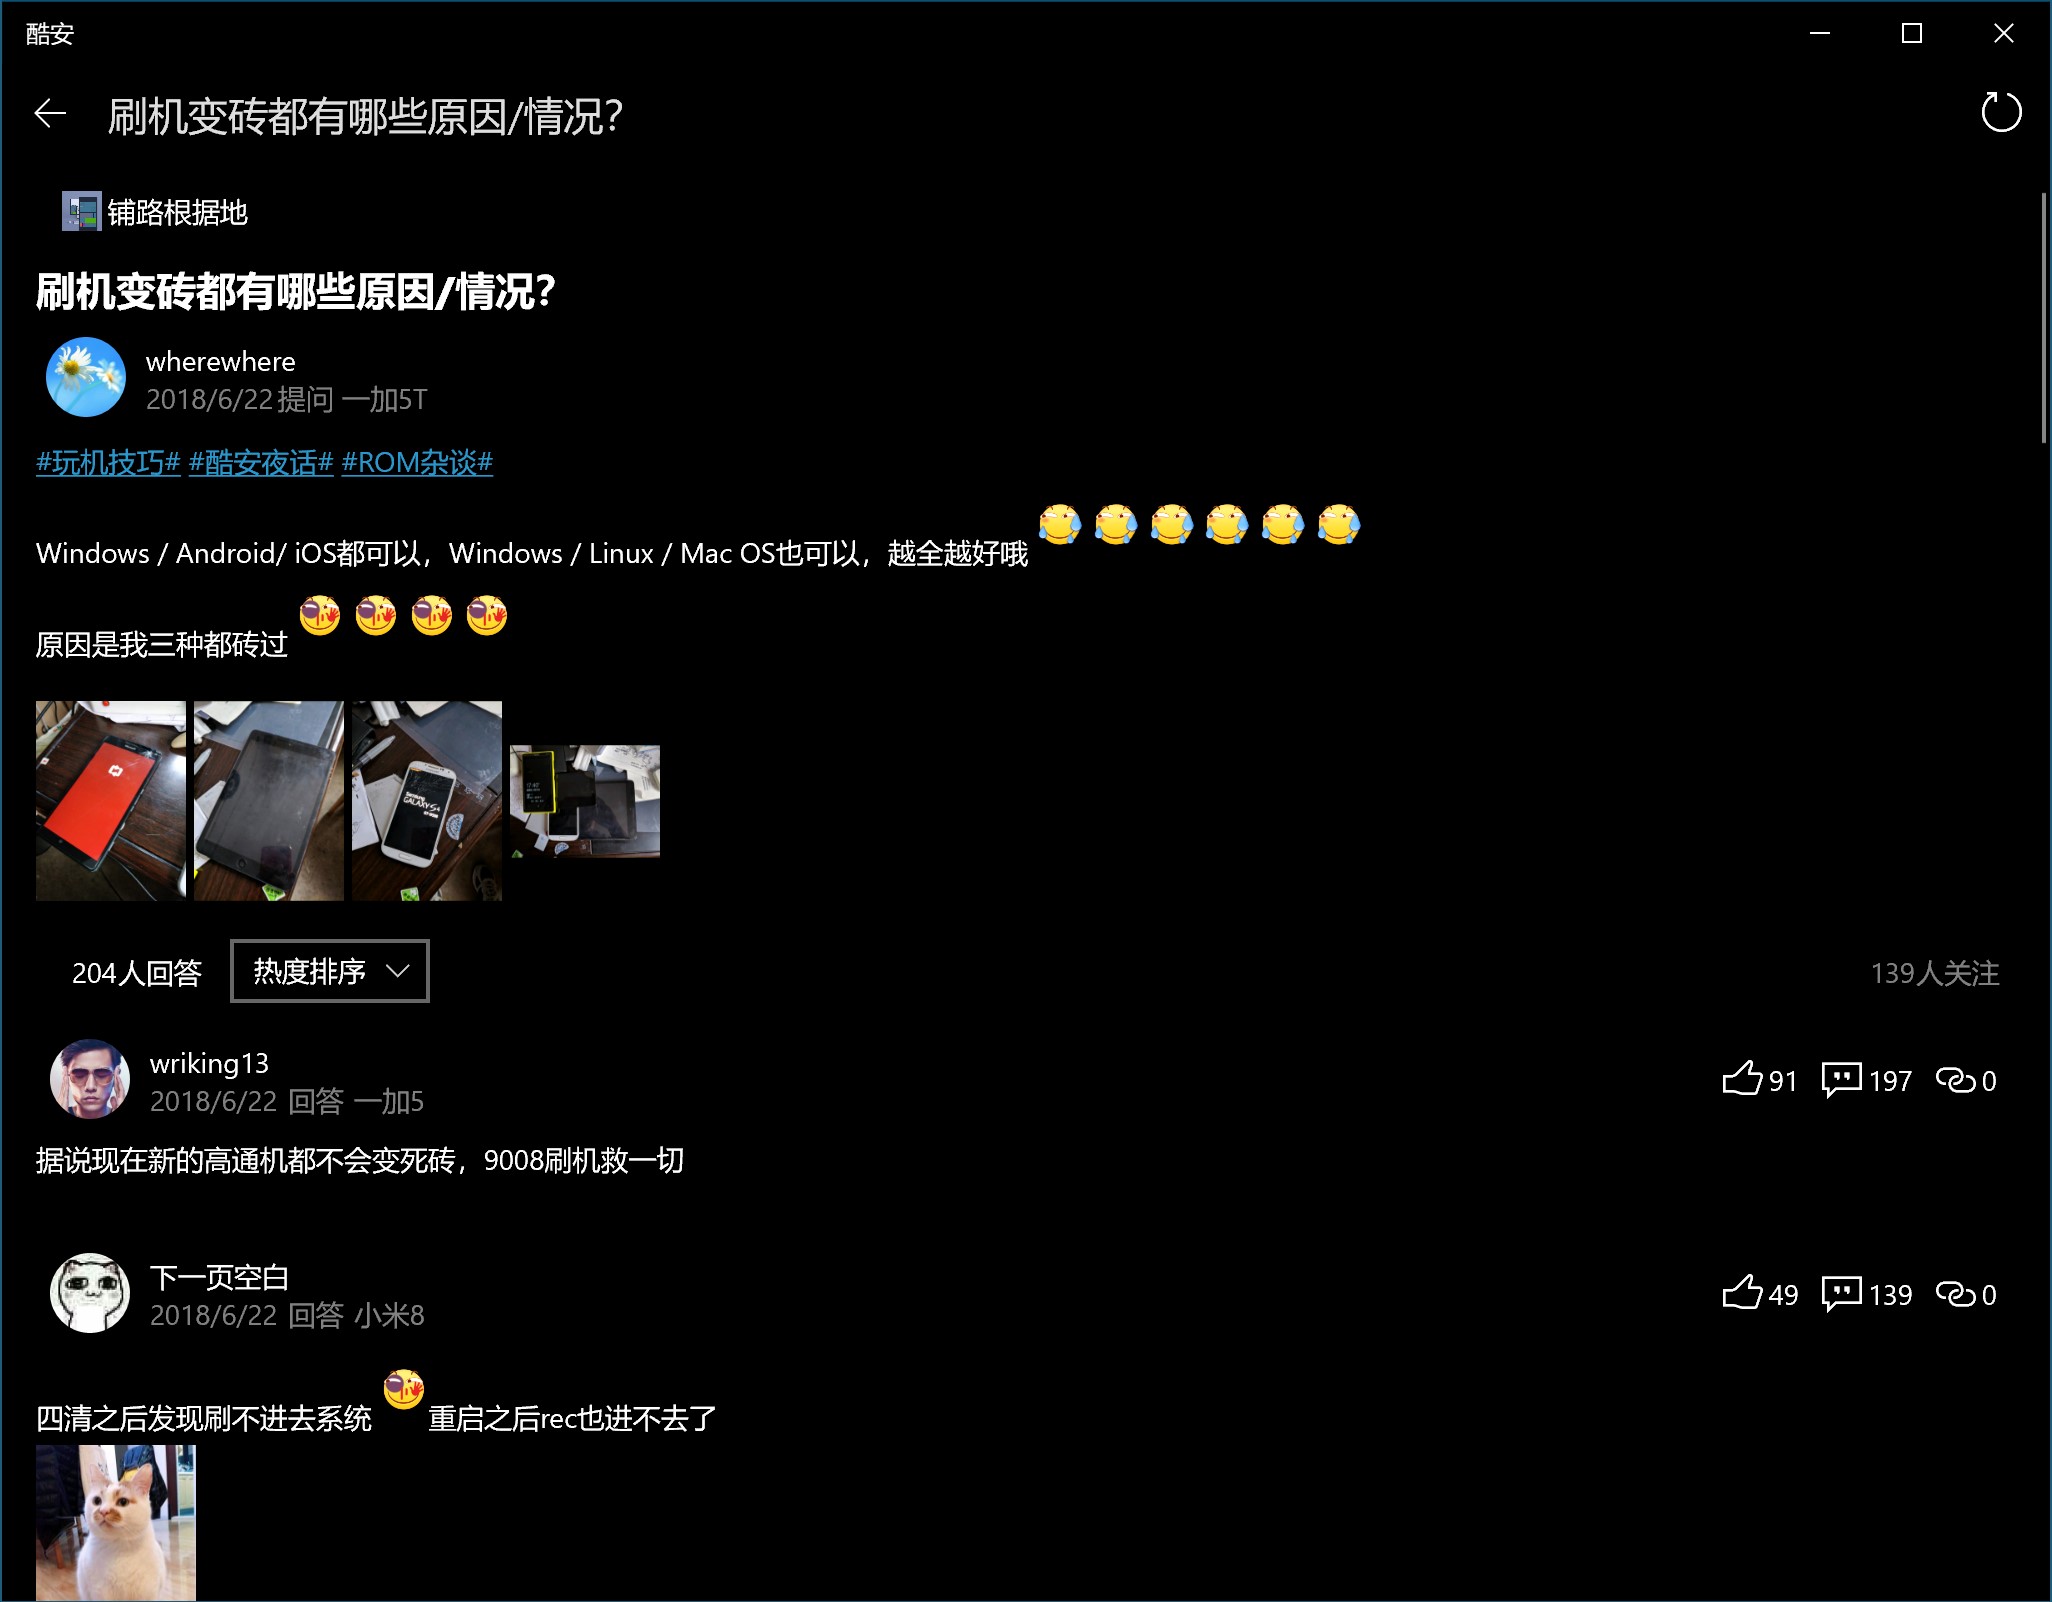 酷安
刷机变砖都有哪些原因/情况?
铺路根据地
刷机变砖都有哪些原因/情况?
wherewhere
2018/6/22提问 一加5T
#玩机技巧# #酷安夜话# #ROM杂谈#
Windows / Android/ iOS都可以，Windows / Linux / Mac OS也可以，越全越好哦
原因是我三种都砖过
SAMSUNG
GALAXY S4
204人回答
热度排序
139人关注
wriking13
2018/6/22 回答 一加5
91
197
0
据说现在新的高通机都不会变死砖，9008刷机救一切
下一页空白
2018/6/22 回答 小米8
49
139
0
四清之后发现刷不进去系统 重启之后rec也进不去了